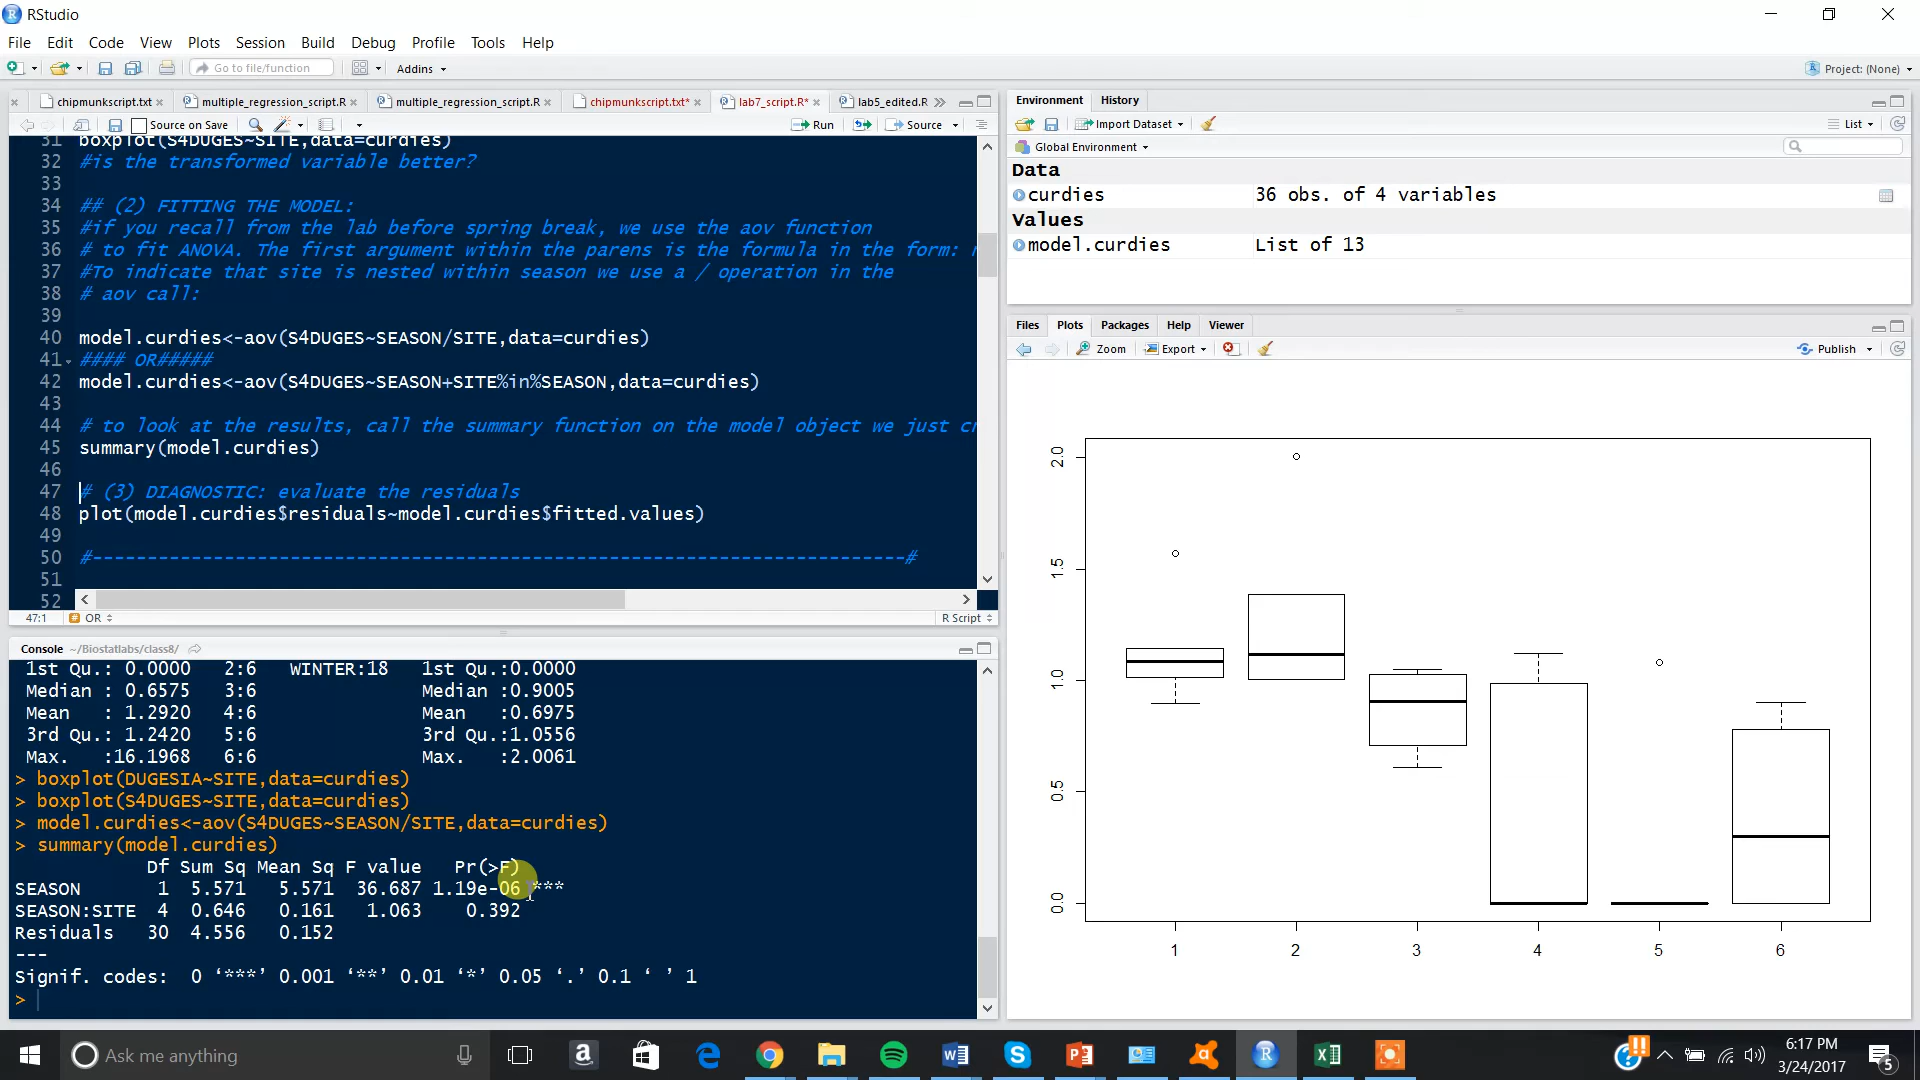 RStudio
File Edit Code View Plots Session Build Debug Profile Tools Help
Go to file/function Addins Project: (None)
chipmunkscript.txt multiple_regression_script.R multiple_regression_script.R chipmunkscript.txt* lab7_script.R* lab5_edited.R
Source on Save Run Source
31 boxplot(S4DUGES~SITE,data=curdies)
32 #is the transformed variable better?
33
34 ## (2) FITTING THE MODEL:
35 #if you recall from the lab before spring break, we use the aov function
36 # to fit ANOVA. The first argument within the parens is the formula in the form:
37 #To indicate that site is nested within season we use a / operation in the
38 # aov call:
39
40 model.curdies<-aov(S4DUGES~SEASON/SITE,data=curdies)
41 #### OR#####
42 model.curdies<-aov(S4DUGES~SEASON+SITE%in%SEASON,data=curdies)
43
44 # to look at the results, call the summary function on the model object we just
45 summary(model.curdies)
46
47 # (3) DIAGNOSTIC: evaluate the residuals
48 plot(model.curdies$residuals~model.curdies$fitted.values)
49
50 #--------------------------------------------------------------------------#
51
52
47:1 # OR R Script
Console ~/Biostatlabs/class8/
1st Qu.: 0.0000 2:6 WINTER:18 1st Qu.:0.0000
Median : 0.6575 3:6 Median :0.9005
Mean : 1.2920 4:6 Mean :0.6975
3rd Qu.: 1.2420 5:6 3rd Qu.:1.0556
Max. :16.1968 6:6 Max. :2.0061
> boxplot(DUGESIA~SITE,data=curdies)
> boxplot(S4DUGES~SITE,data=curdies)
> model.curdies<-aov(S4DUGES~SEASON/SITE,data=curdies)
> summary(model.curdies)
Df Sum Sq Mean Sq F value Pr(>F)
SEASON 1 5.571 5.571 36.687 1.19e-06 ***
SEASON:SITE 4 0.646 0.161 1.063 0.392
Residuals 30 4.556 0.152
---
Signif. codes: 0 ‘***’ 0.001 ‘**’ 0.01 ‘*’ 0.05 ‘.’ 0.1 ‘ ’ 1
>
Environment History
Import Dataset List
Global Environment
Data
curdies 36 obs. of 4 variables
Values
model.curdies List of 13
Files Plots Packages Help Viewer
Zoom Export Publish
2.0
1.5
1.0
0.5
0.0
1 2 3 4 5 6
Ask me anything
6:17 PM
3/24/2017
5